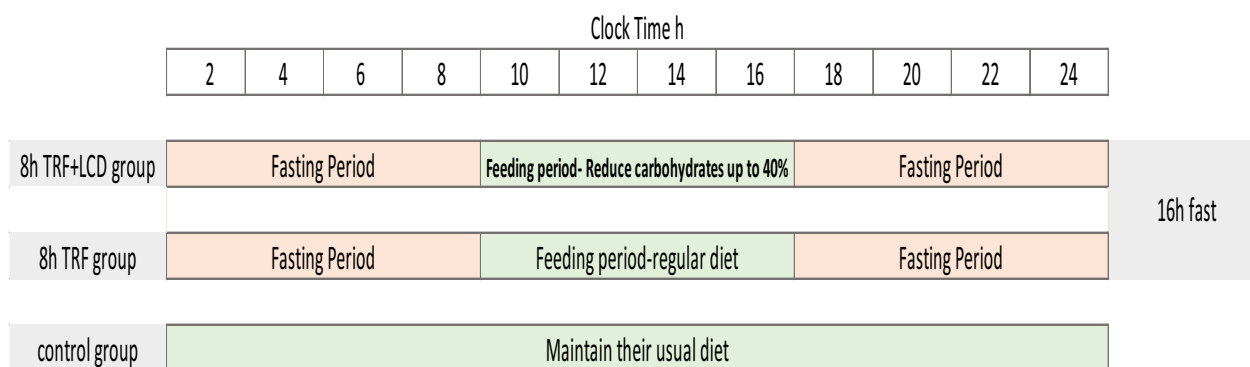 Clock Time h
2 4 6 8 10 12 14 16 18 20 22 24
8h TRF+LCD group Fasting Period Feeding period- Reduce carbohydrates up to 40% Fasting Period
16h fast
8h TRF group Fasting Period Feeding period-regular diet Fasting Period
control group Maintain their usual diet